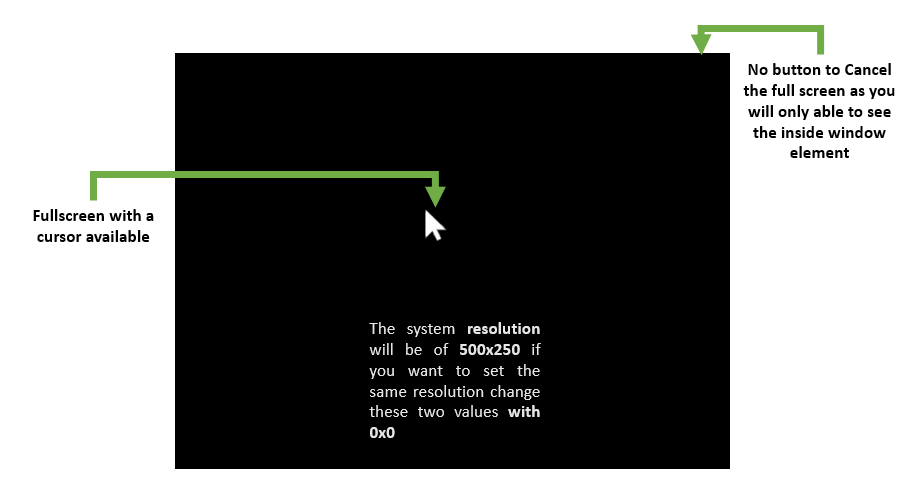 No button to Cancel
the full screen as you
will only able to see
the inside window
element
Fullscreen with a
cursor available
The system resolution
will be of 500x250 if
you want to set the
same resolution change
these two values with
0x0